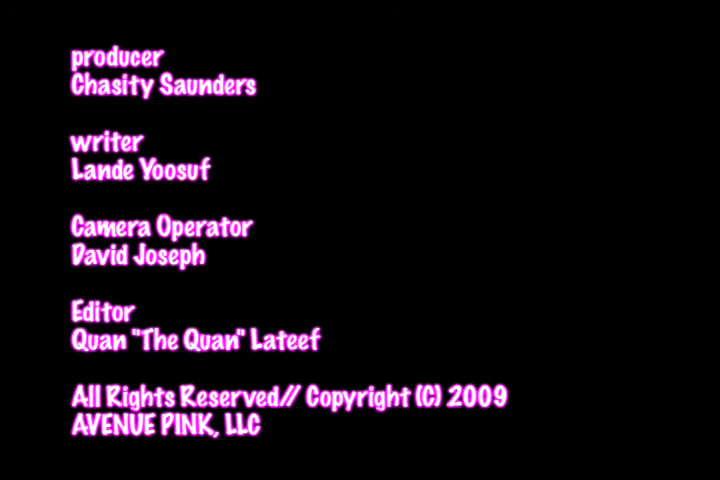 producer
Chasity Saunders
writer
Lande Yoosuf
Camera Operator
David Joseph
Editor
Quan "The Quan" Lateef
All Rights Reserved// Copyright (C) 2009
AVENUE PINK, LLC